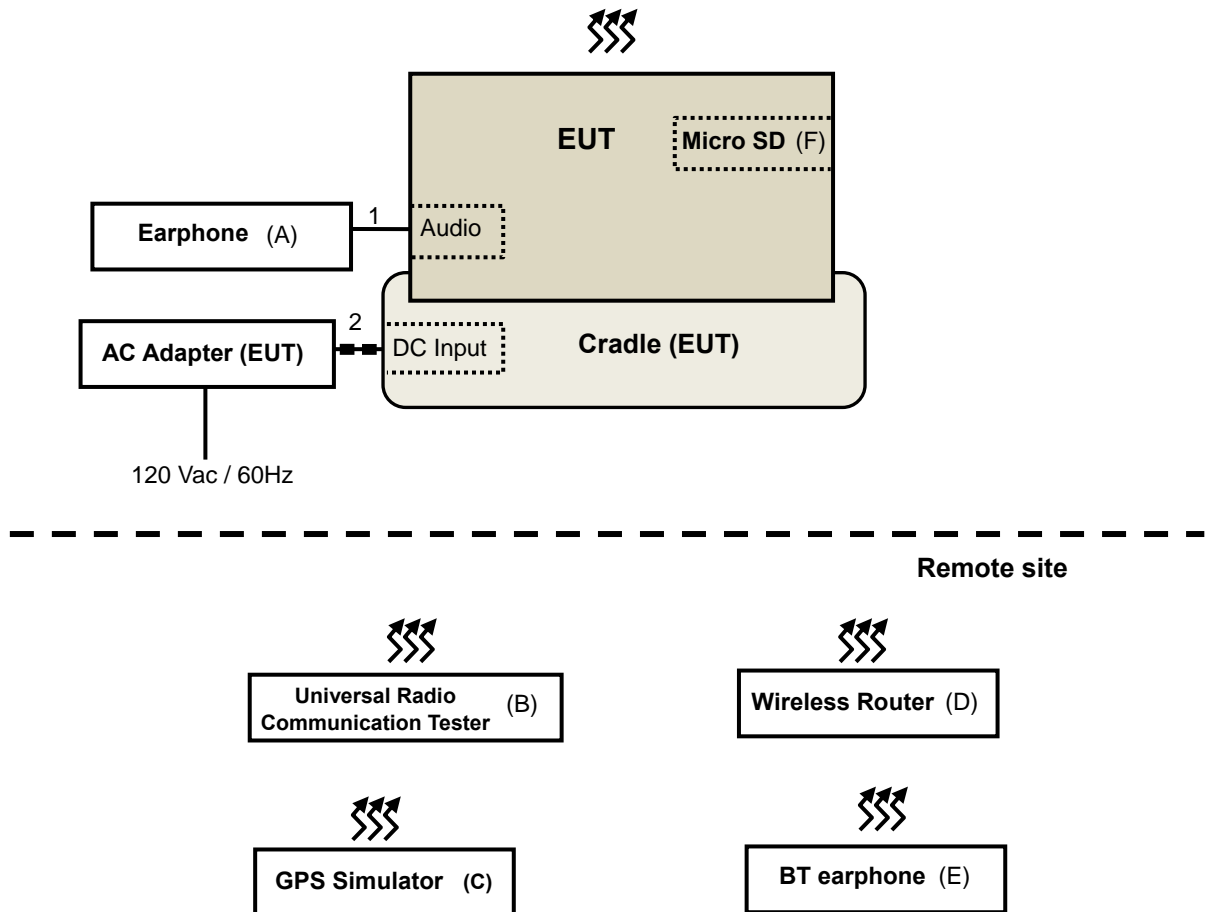 EUT
Micro SD (F)
1
Earphone (A)
Audio
2
AC Adapter (EUT)
DC Input
Cradle (EUT)
120 Vac / 60Hz
Remote site
Universal Radio
Communication Tester (B)
Wireless Router (D)
GPS Simulator (C)
BT earphone (E)